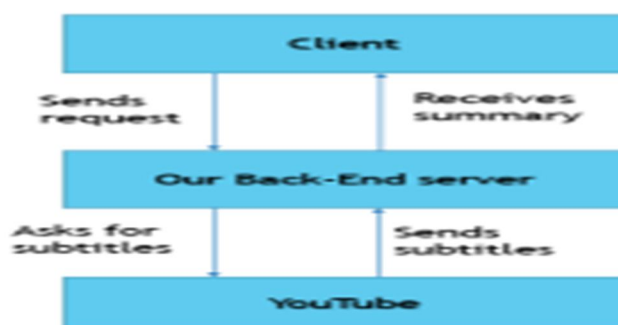 Client
Sends
request
Receives
summary
Our Back-End server
Asks for
subtitles
Sends
subtitles
YouTube